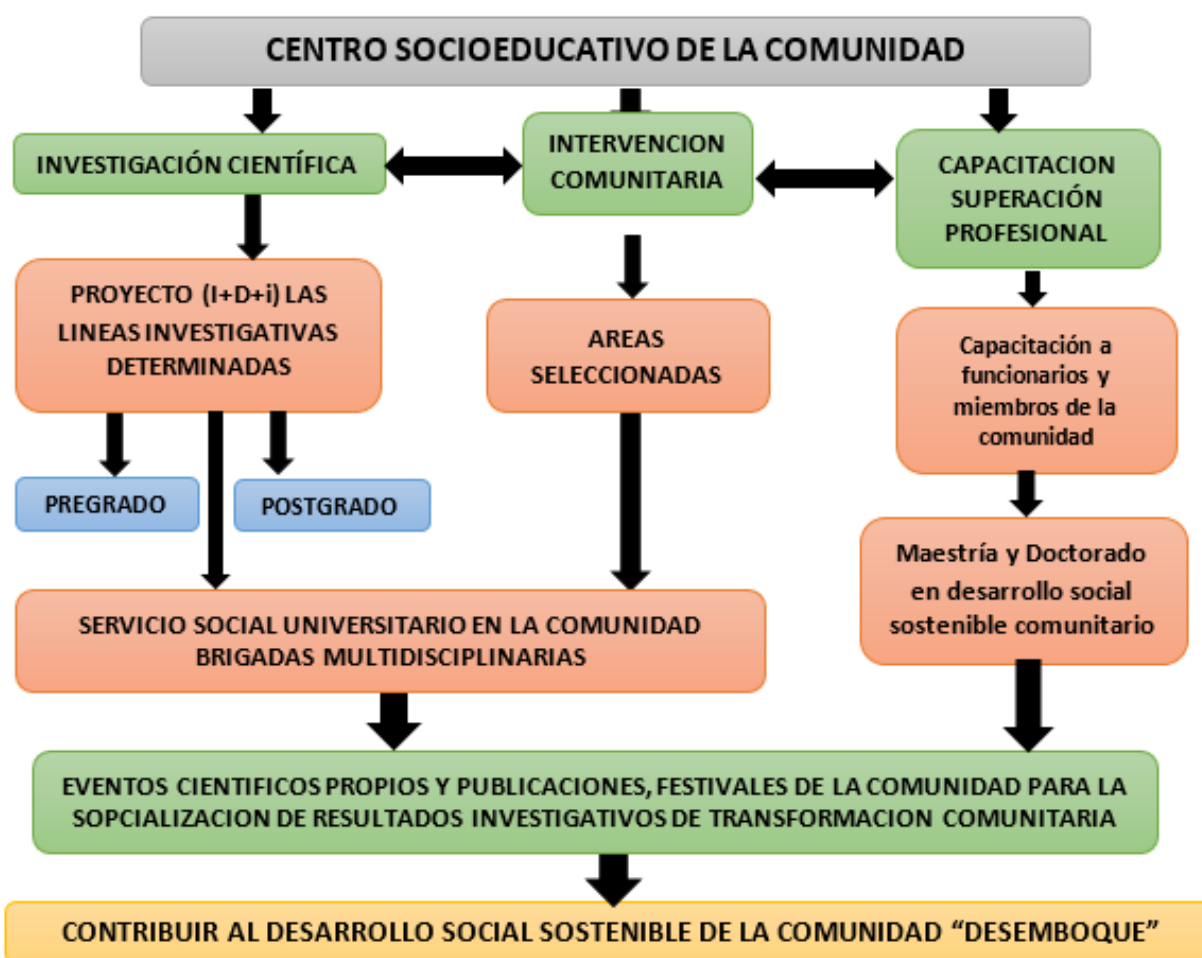 CENTRO SOCIOEDUCATIVO DE LA COMUNIDAD
INVESTIGACIÓN CIENTÍFICA
INTERVENCION
COMUNITARIA
CAPACITACION
SUPERACIÓN
PROFESIONAL
PROYECTO (I+D+i) LAS
LINEAS INVESTIGATIVAS
DETERMINADAS
AREAS
SELECCIONADAS
Capacitación a
funcionarios y
miembros de la
comunidad
PREGRADO
POSTGRADO
Maestría y Doctorado
en desarrollo social
sostenible comunitario
SERVICIO SOCIAL UNIVERSITARIO EN LA COMUNIDAD
BRIGADAS MULTIDISCIPLINARIAS
EVENTOS CIENTIFICOS PROPIOS Y PUBLICACIONES, FESTIVALES DE LA COMUNIDAD PARA LA
SOPCIALIZACION DE RESULTADOS INVESTIGATIVOS DE TRANSFORMACION COMUNITARIA
CONTRIBUIR AL DESARROLLO SOCIAL SOSTENIBLE DE LA COMUNIDAD “DESEMBOQUE”